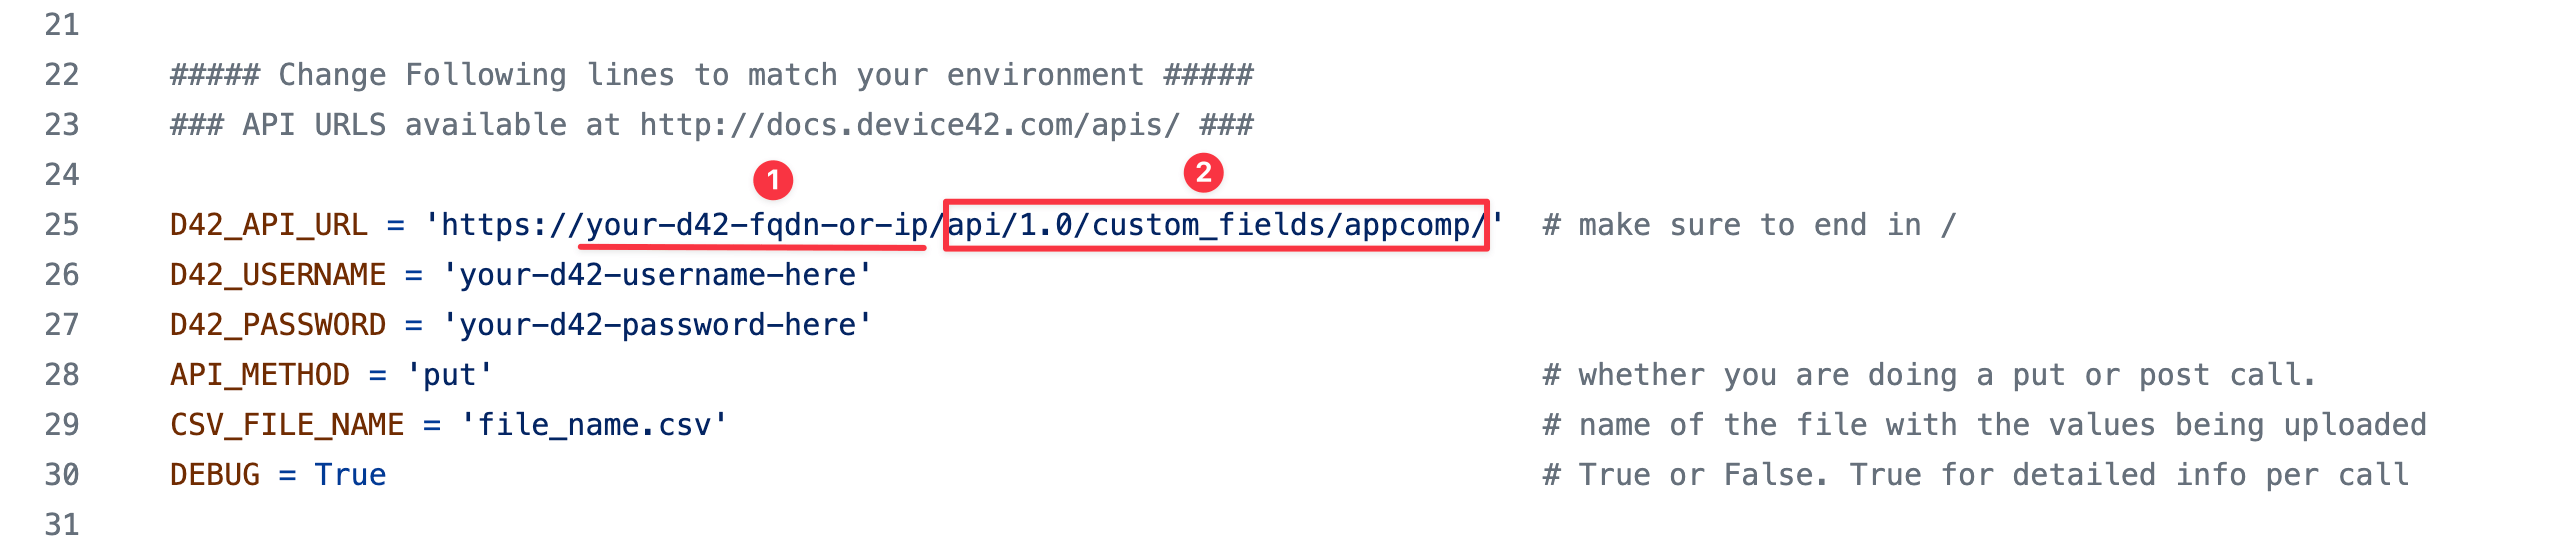 21
22 ##### Change Following lines to match your environment #####
23 ### API URLS available at http://docs.device42.com/apis/ ###
24
1 2
25 D42_API_URL = 'https://your-d42-fqdn-or-ip/api/1.0/custom_fields/appcomp/' # make sure to end in /
26 D42_USERNAME = 'your-d42-username-here'
27 D42_PASSWORD = 'your-d42-password-here'
28 API_METHOD = 'put' # whether you are doing a put or post call.
29 CSV_FILE_NAME = 'file_name.csv' # name of the file with the values being uploaded
30 DEBUG = True # True or False. True for detailed info per call
31